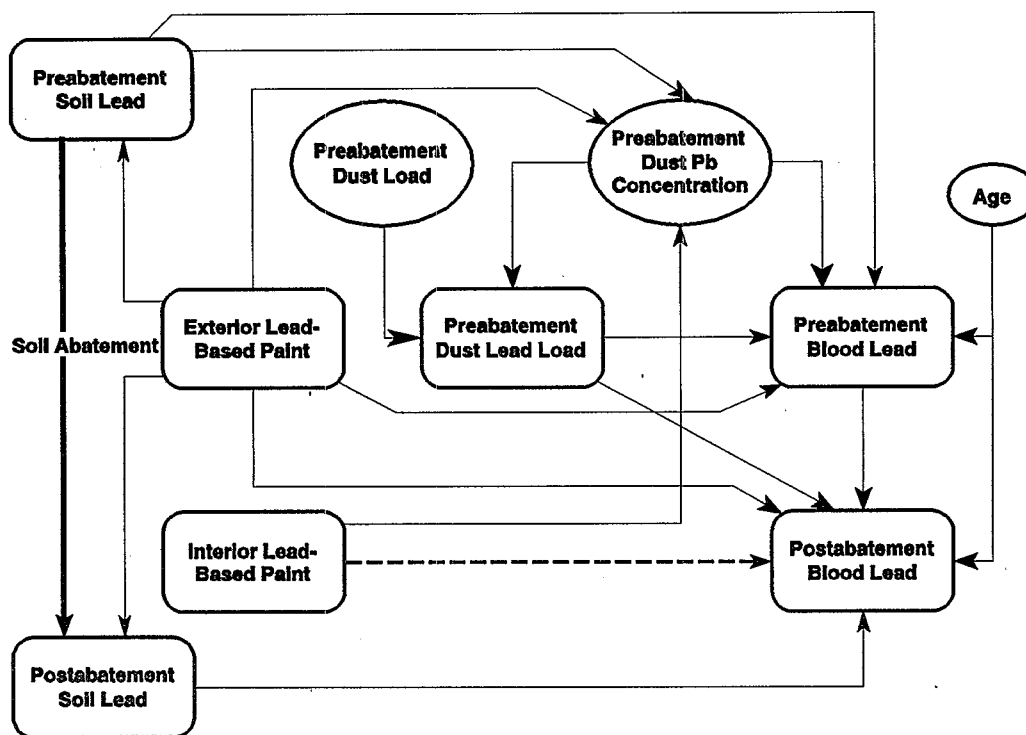 Preabatement
Soil Lead
Preabatement
Dust Load
Preabatement
Dust Pb
Concentration
Age
Soil Abatement
Exterior Lead-
Based Paint
Preabatement
Dust Lead Load
Preabatement
Blood Lead
Interior Lead-
Based Paint
Postabatement
Blood Lead
Postabatement
Soil Lead